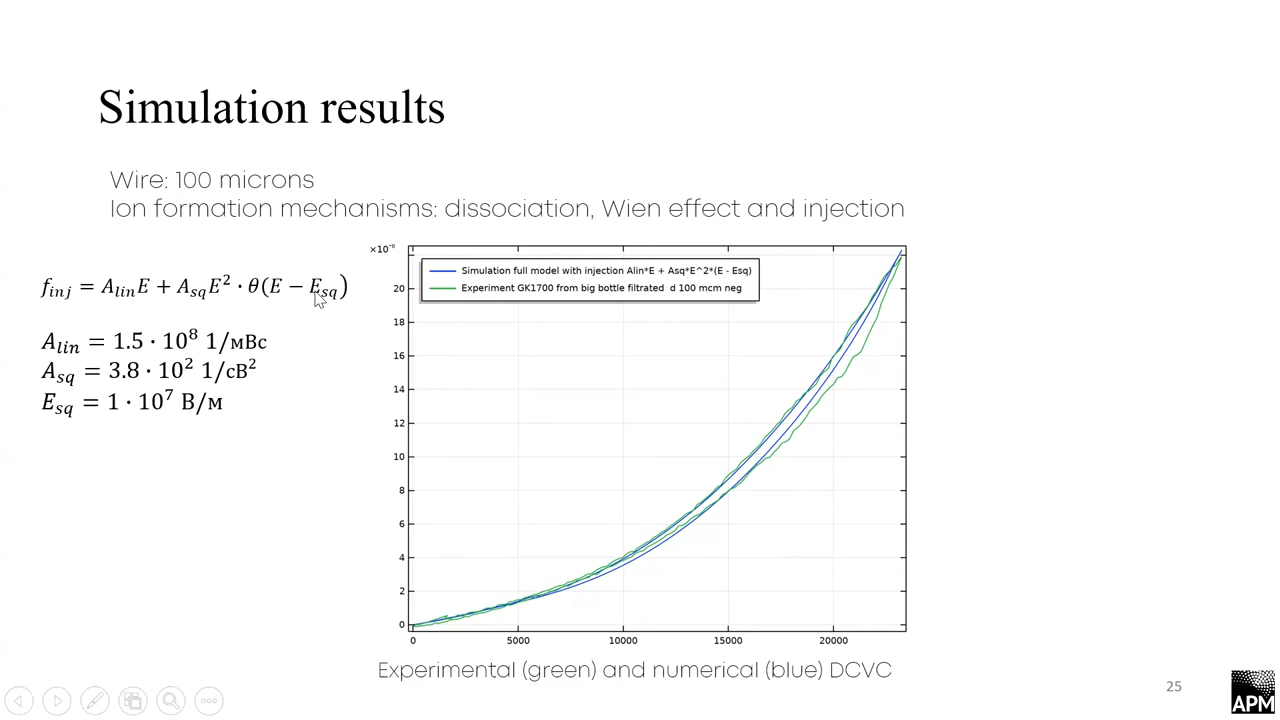 Simulation results
Wire: 100 microns
Ion formation mechanisms: dissociation, Wien effect and injection
f_inj = A_lin E + A_sq E² · θ(E − E_sq)
A_lin = 1.5 · 10⁸ 1/мВс
A_sq = 3.8 · 10² 1/сВ²
E_sq = 1 · 10⁷ В/м
Simulation full model with injection Alin*E + Asq*E^2*(E - Esq)
Experiment GK1700 from big bottle filtrated d 100 mcm neg
20
18
16
14
12
10
8
6
4
2
0
0 5000 10000 15000 20000
Experimental (green) and numerical (blue) DCVC
25
APM